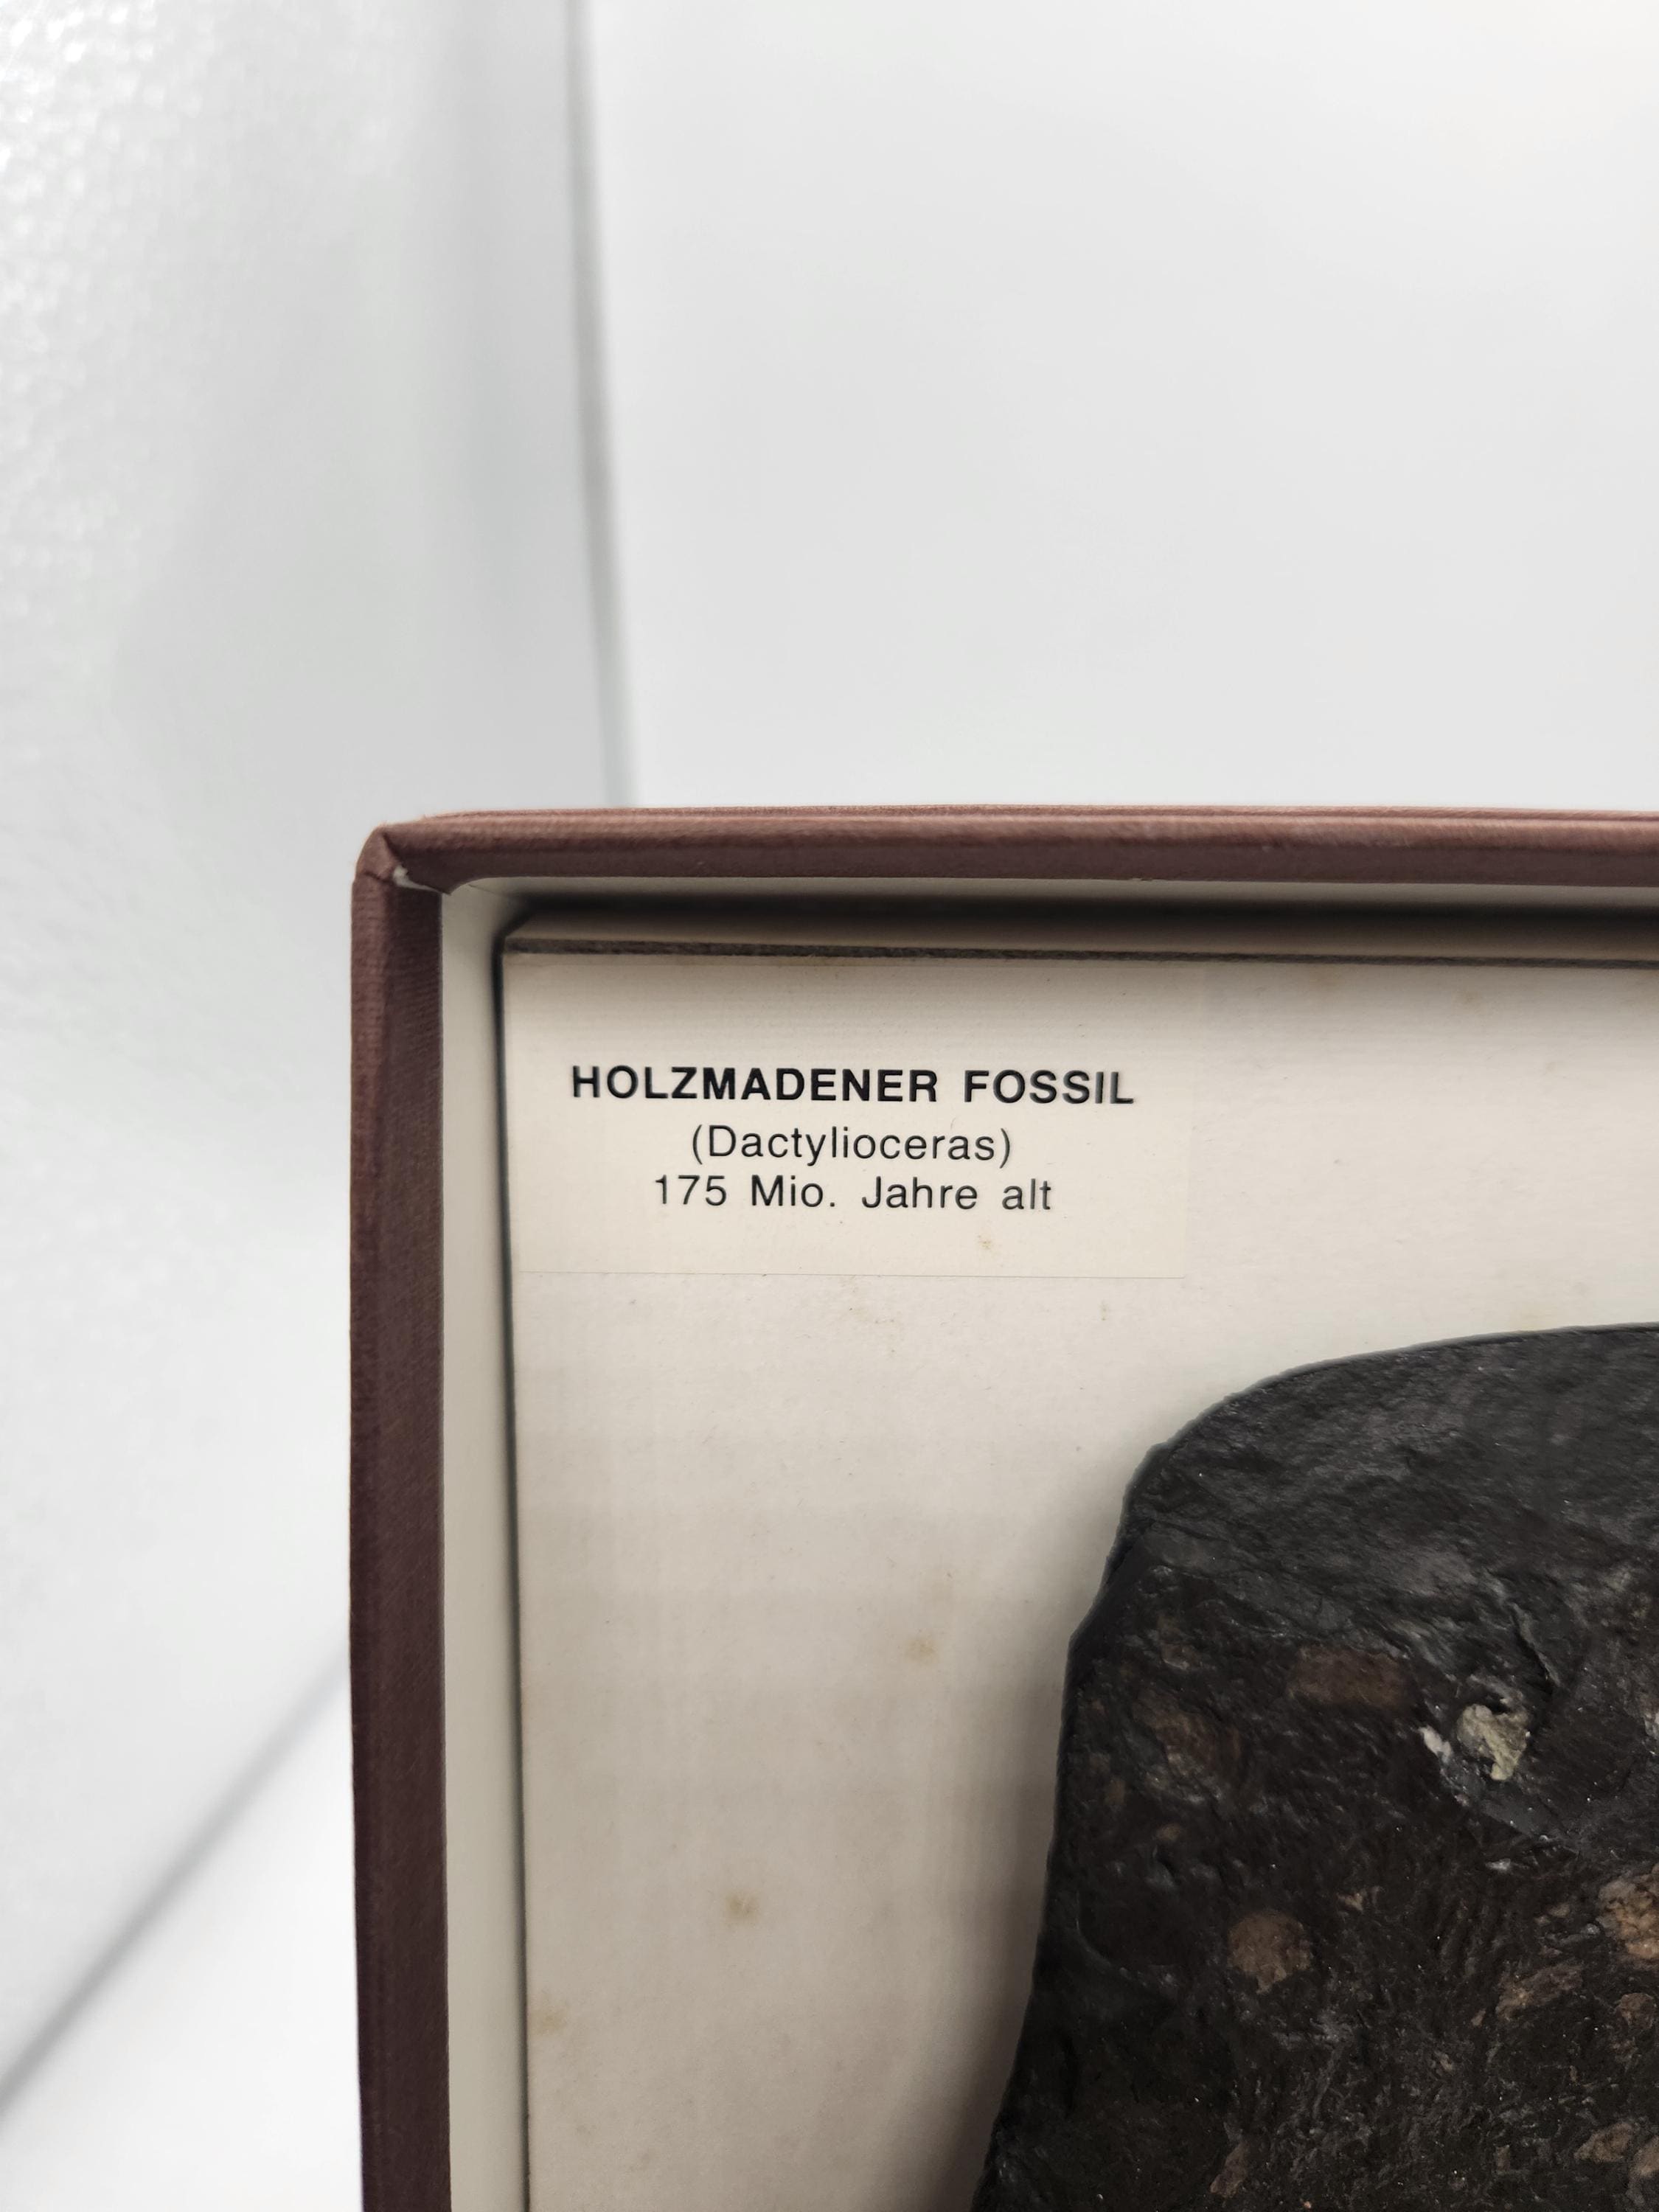 HOLZMADENER FOSSIL
(Dactylioceras)
175 Mio. Jahre alt